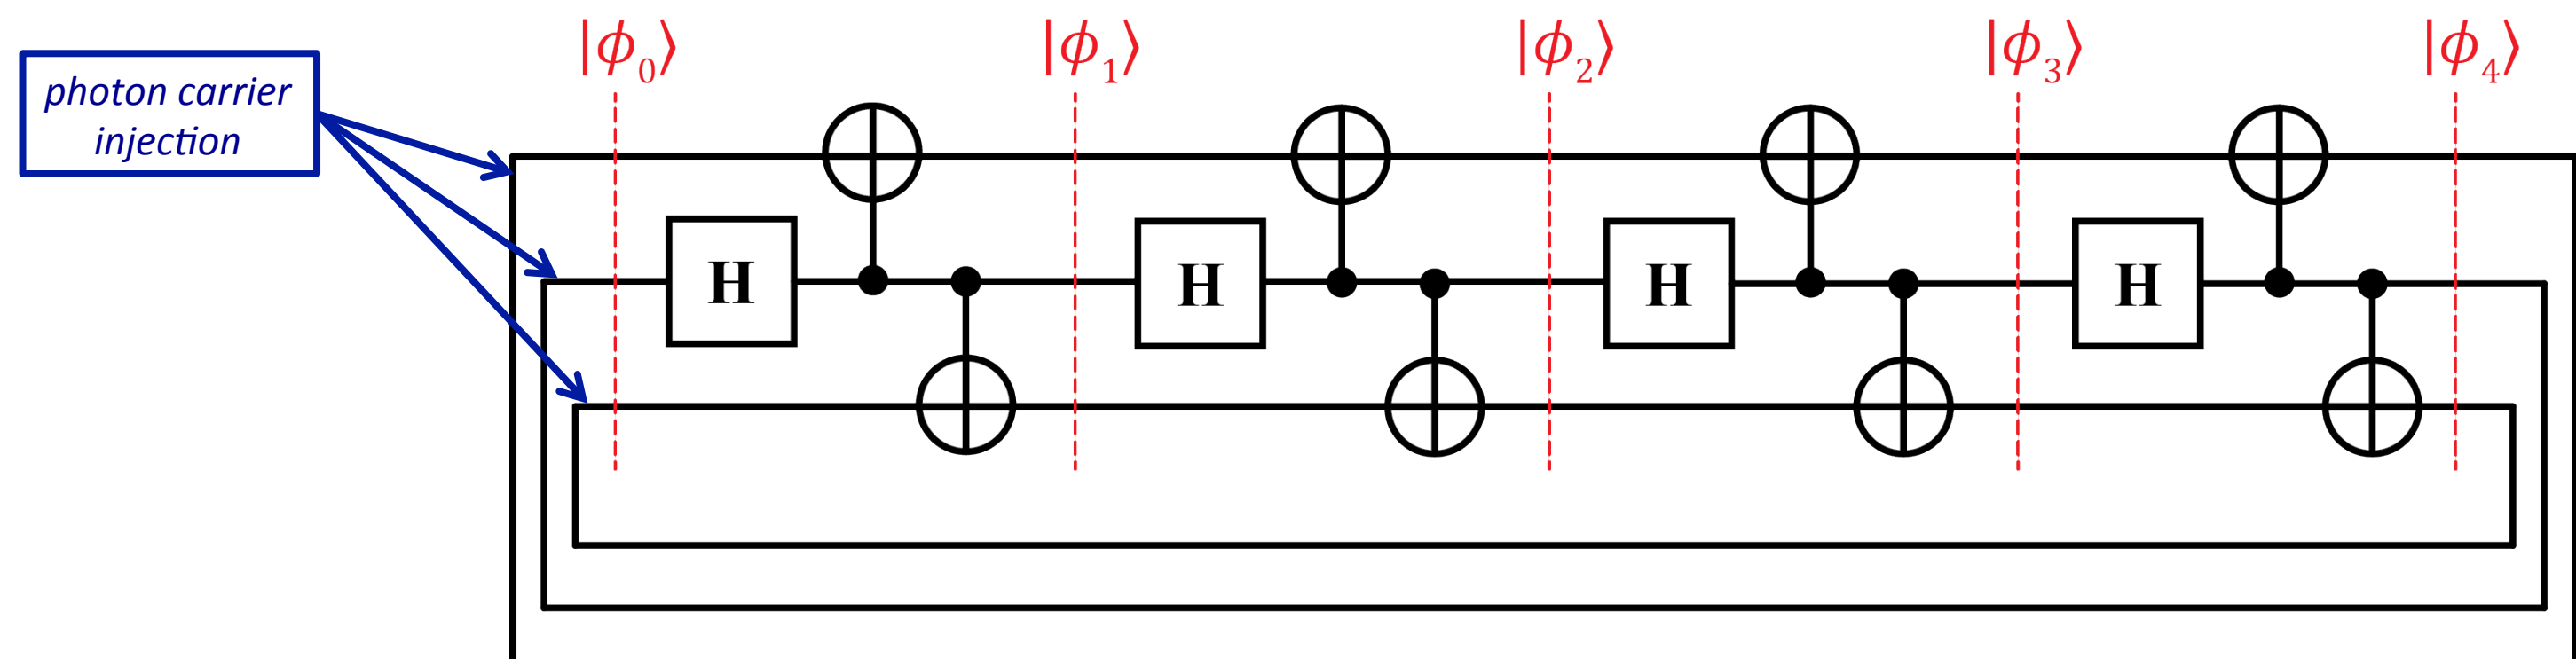 |ϕ₀⟩ |ϕ₁⟩ |ϕ₂⟩ |ϕ₃⟩ |ϕ₄⟩
photon carrier
injection
H H H H